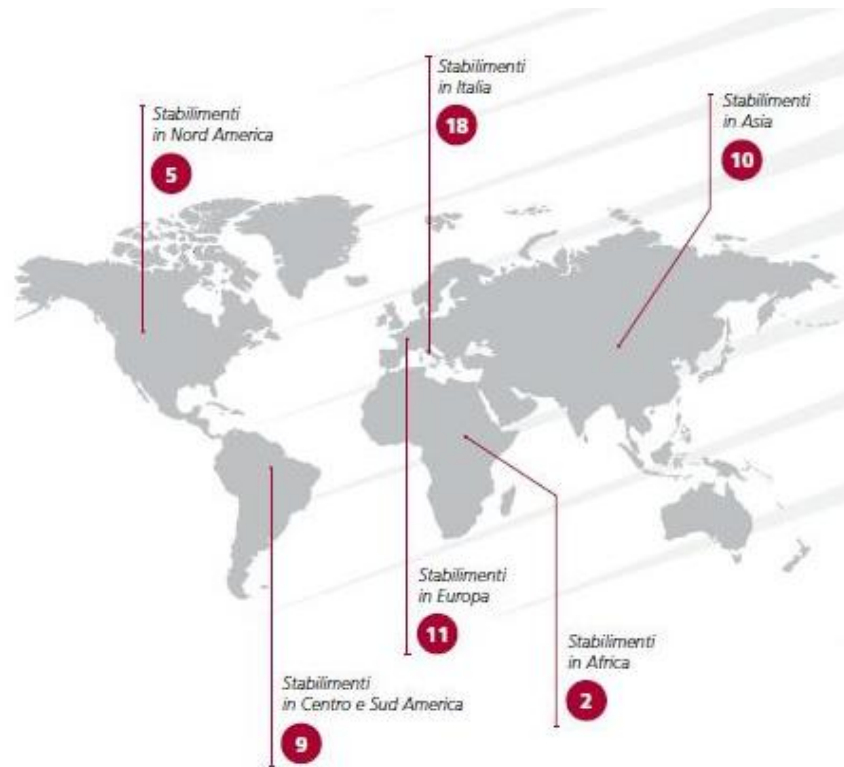 Stabilimenti
in Italia
18
Stabilimenti
in Nord America
5
Stabilimenti
in Asia
10
Stabilimenti
in Europa
11
Stabilimenti
in Africa
2
Stabilimenti
in Centro e Sud America
9